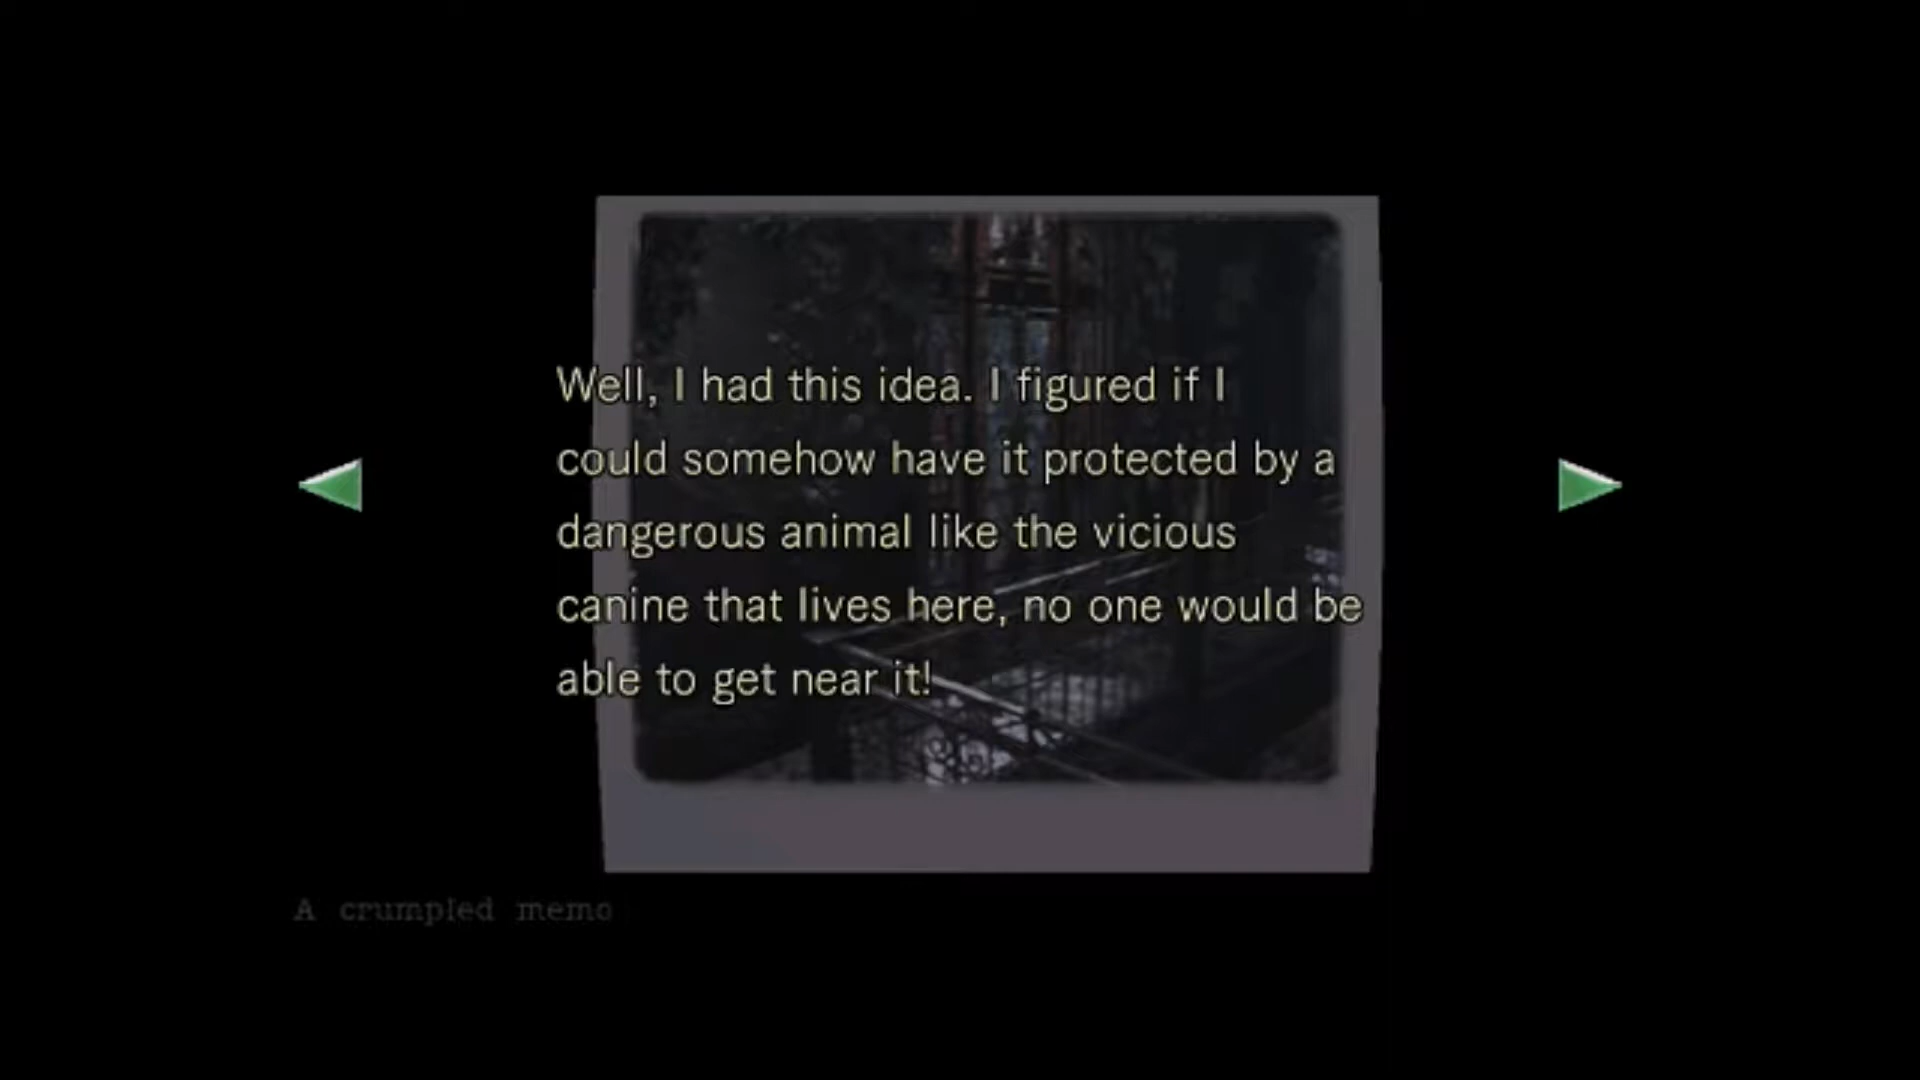 Well, I had this idea. I figured if I
could somehow have it protected by a
dangerous animal like the vicious
canine that lives here, no one would be
able to get near it!
A crumpled memo